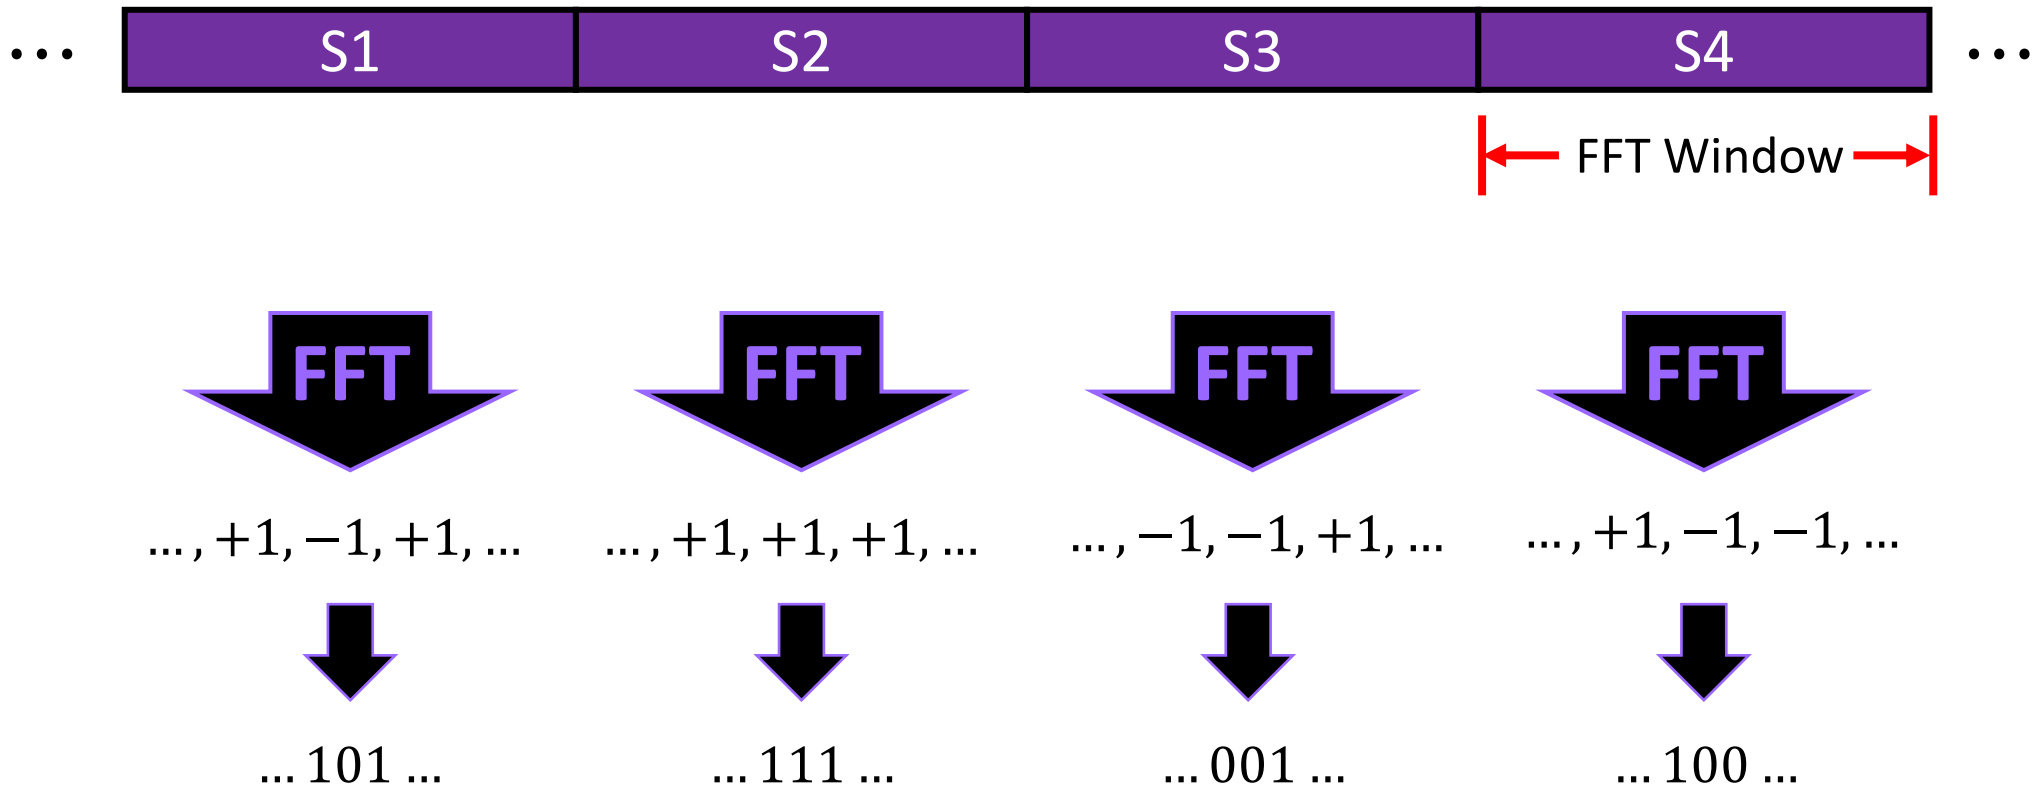 … S1 S2 S3 S4 …
FFT Window
FFT FFT FFT FFT
…, +1, −1, +1, … …, +1, +1, +1, … …, −1, −1, +1, … …, +1, −1, −1, …
… 101 … … 111 … … 001 … … 100 …